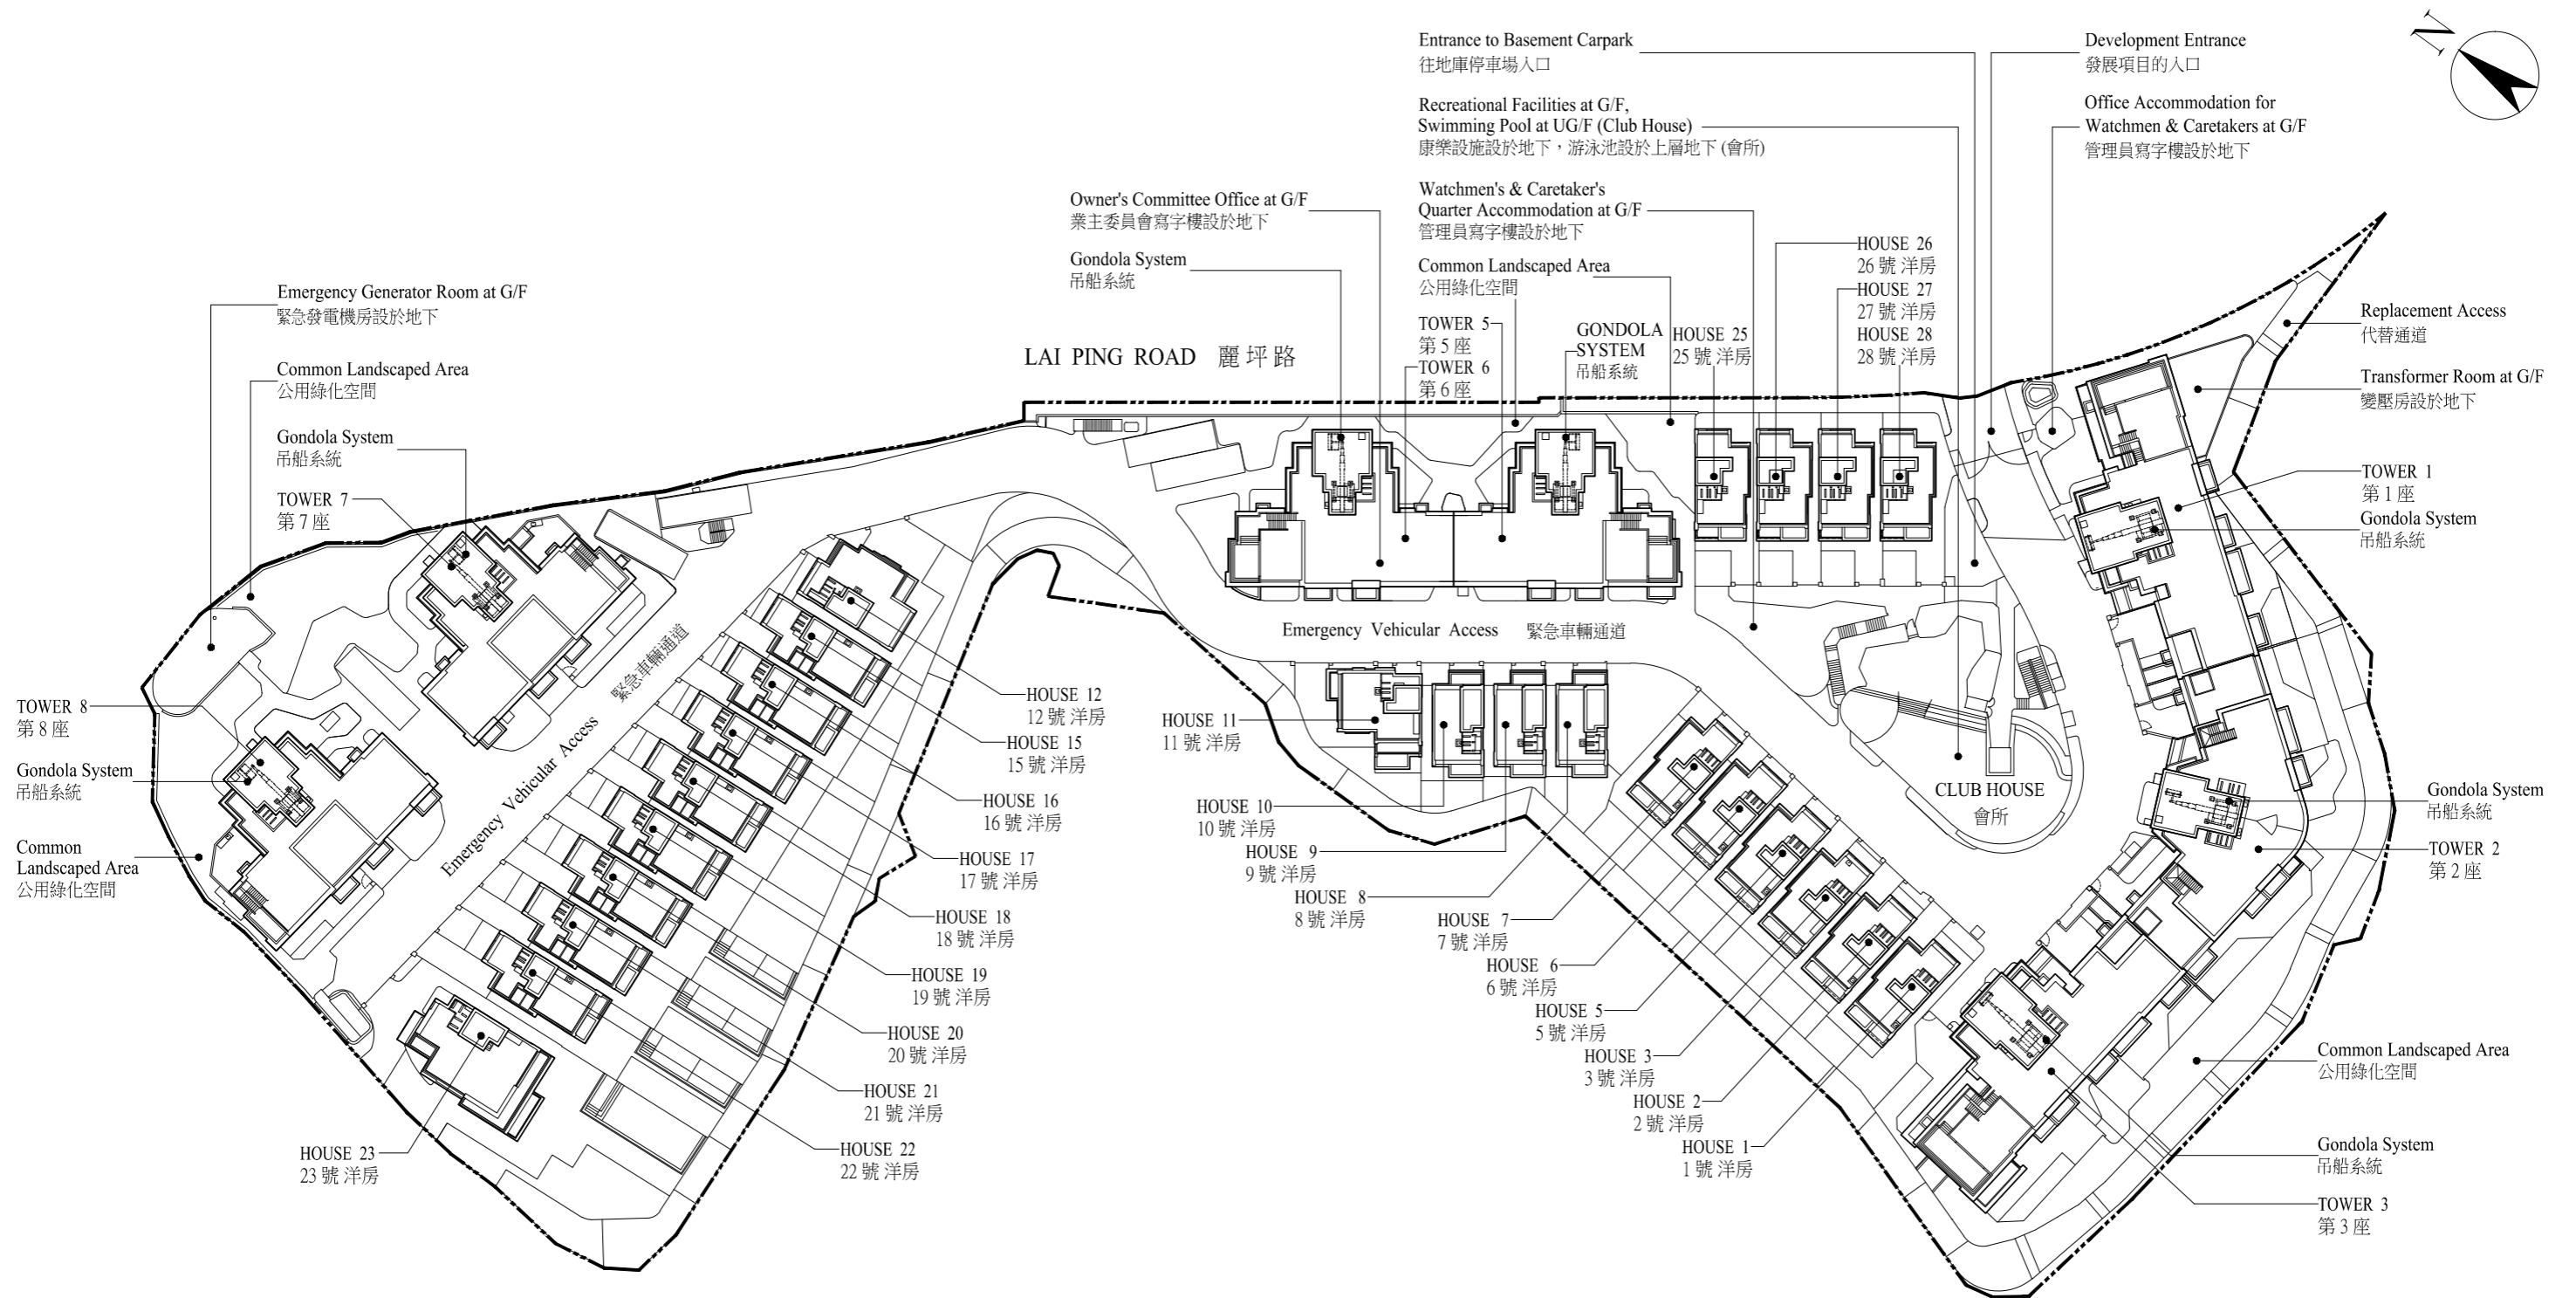 N
Entrance to Basement Carpark
往地庫停車場入口
Development Entrance
發展項目的入口
Recreational Facilities at G/F,
Swimming Pool at UG/F (Club House)
康樂設施設於地下，游泳池設於上層地下 (會所)
Office Accommodation for
Watchmen & Caretakers at G/F
管理員寫字樓設於地下
Owner's Committee Office at G/F
業主委員會寫字樓設於地下
Watchmen's & Caretaker's
Quarter Accommodation at G/F
管理員寫字樓設於地下
Gondola System
吊船系統
Common Landscaped Area
公用綠化空間
HOUSE 26
26 號 洋房
HOUSE 27
27 號 洋房
HOUSE 28
28 號 洋房
Emergency Generator Room at G/F
緊急發電機房設於地下
TOWER 5
第 5 座
TOWER 6
第 6 座
GONDOLA
SYSTEM
吊船系統
HOUSE 25
25 號 洋房
Replacement Access
代替通道
LAI PING ROAD 麗坪路
Common Landscaped Area
公用綠化空間
Transformer Room at G/F
變壓房設於地下
Gondola System
吊船系統
TOWER 7
第 7 座
TOWER 1
第 1 座
Gondola System
吊船系統
Emergency Vehicular Access 緊急車輛通道
Emergency Vehicular Access 緊急車輛通道
TOWER 8
第 8 座
Gondola System
吊船系統
Common
Landscaped Area
公用綠化空間
HOUSE 12
12 號 洋房
HOUSE 15
15 號 洋房
HOUSE 16
16 號 洋房
HOUSE 17
17 號 洋房
HOUSE 18
18 號 洋房
HOUSE 19
19 號 洋房
HOUSE 20
20 號 洋房
HOUSE 21
21 號 洋房
HOUSE 22
22 號 洋房
HOUSE 23
23 號 洋房
HOUSE 11
11 號 洋房
HOUSE 10
10 號 洋房
HOUSE 9
9 號 洋房
HOUSE 8
8 號 洋房
HOUSE 7
7 號 洋房
HOUSE 6
6 號 洋房
HOUSE 5
5 號 洋房
HOUSE 3
3 號 洋房
HOUSE 2
2 號 洋房
HOUSE 1
1 號 洋房
CLUB HOUSE
會所
Gondola System
吊船系統
TOWER 2
第 2 座
Common Landscaped Area
公用綠化空間
Gondola System
吊船系統
TOWER 3
第 3 座